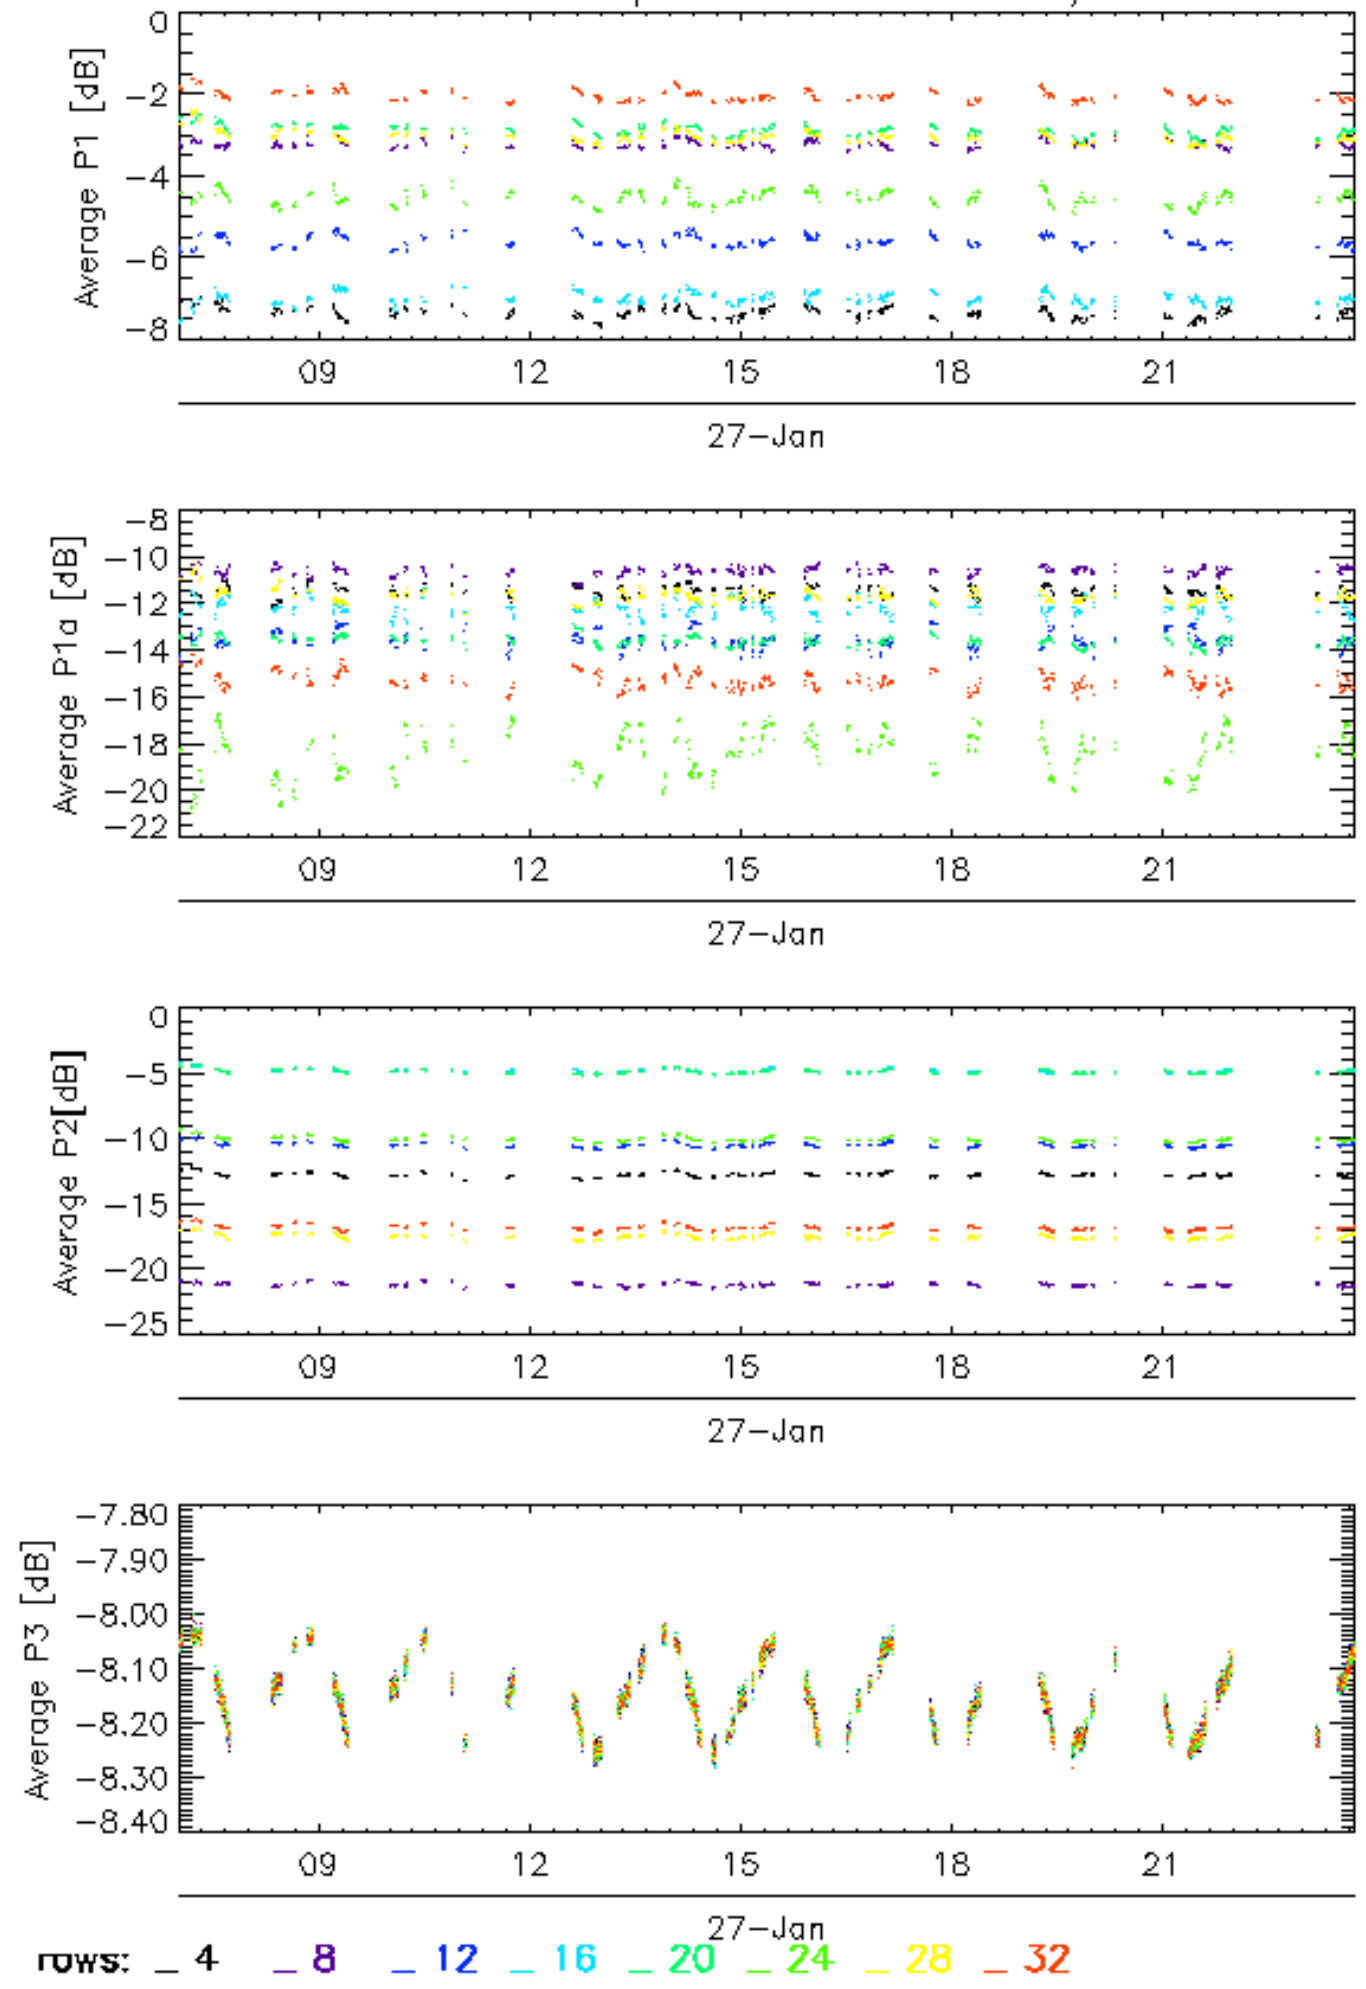 Average P1 [dB]
0
-2
-4
-6
-8
09 12 15 18 21
27-Jan
Average P1a [dB]
-8
-10
-12
-14
-16
-18
-20
-22
09 12 15 18 21
27-Jan
Average P2[dB]
0
-5
-10
-15
-20
-25
09 12 15 18 21
27-Jan
Average P3 [dB]
-7.80
-7.90
-8.00
-8.10
-8.20
-8.30
-8.40
09 12 15 18 21
27-Jan
rows: _ 4 _ 8 _ 12 _ 16 _ 20 _ 24 _ 28 _ 32